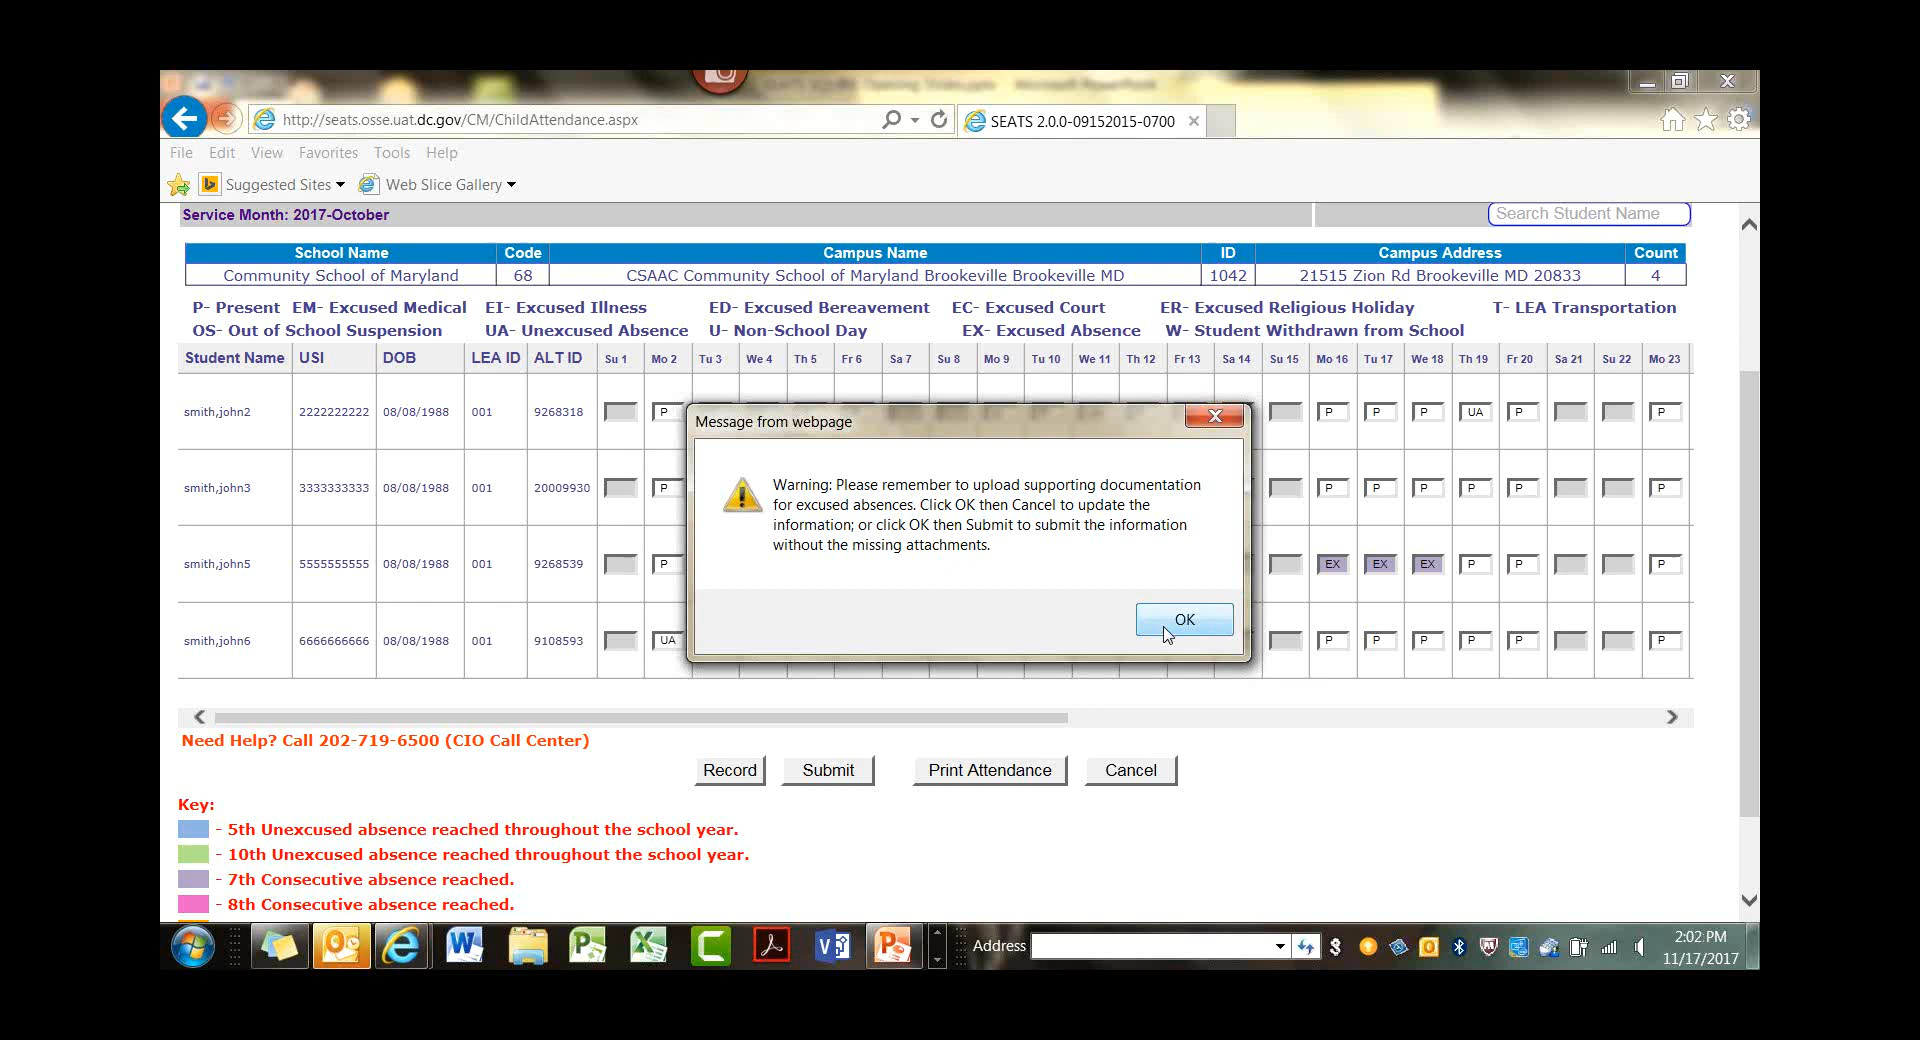 http://seats.osse.uat.dc.gov/CM/ChildAttendance.aspx
SEATS 2.0.0-09152015-0700
File Edit View Favorites Tools Help
Suggested Sites Web Slice Gallery
Service Month: 2017-October
Search Student Name
School Name Code Campus Name ID Campus Address Count
Community School of Maryland 68 CSAAC Community School of Maryland Brookeville Brookeville MD 1042 21515 Zion Rd Brookeville MD 20833 4
P- Present EM- Excused Medical EI- Excused Illness ED- Excused Bereavement EC- Excused Court ER- Excused Religious Holiday T- LEA Transportation
OS- Out of School Suspension UA- Unexcused Absence U- Non-School Day EX- Excused Absence W- Student Withdrawn from School
Student Name USI DOB LEA ID ALT ID Su 1 Mo 2 Tu 3 We 4 Th 5 Fr 6 Sa 7 Su 8 Mo 9 Tu 10 We 11 Th 12 Fr 13 Sa 14 Su 15 Mo 16 Tu 17 We 18 Th 19 Fr 20 Sa 21 Su 22 Mo 23
smith,john2 2222222222 08/08/1988 001 9268318 P P P P UA P P
smith,john3 3333333333 08/08/1988 001 20009930 P P P P P P P
smith,john5 5555555555 08/08/1988 001 9268539 P EX EX EX P P P
smith,john6 6666666666 08/08/1988 001 9108593 UA P P P P P P
Message from webpage
Warning: Please remember to upload supporting documentation
for excused absences. Click OK then Cancel to update the
information; or click OK then Submit to submit the information
without the missing attachments.
OK
Need Help? Call 202-719-6500 (CIO Call Center)
Record Submit Print Attendance Cancel
Key:
- 5th Unexcused absence reached throughout the school year.
- 10th Unexcused absence reached throughout the school year.
- 7th Consecutive absence reached.
- 8th Consecutive absence reached.
Address
2:02 PM
11/17/2017